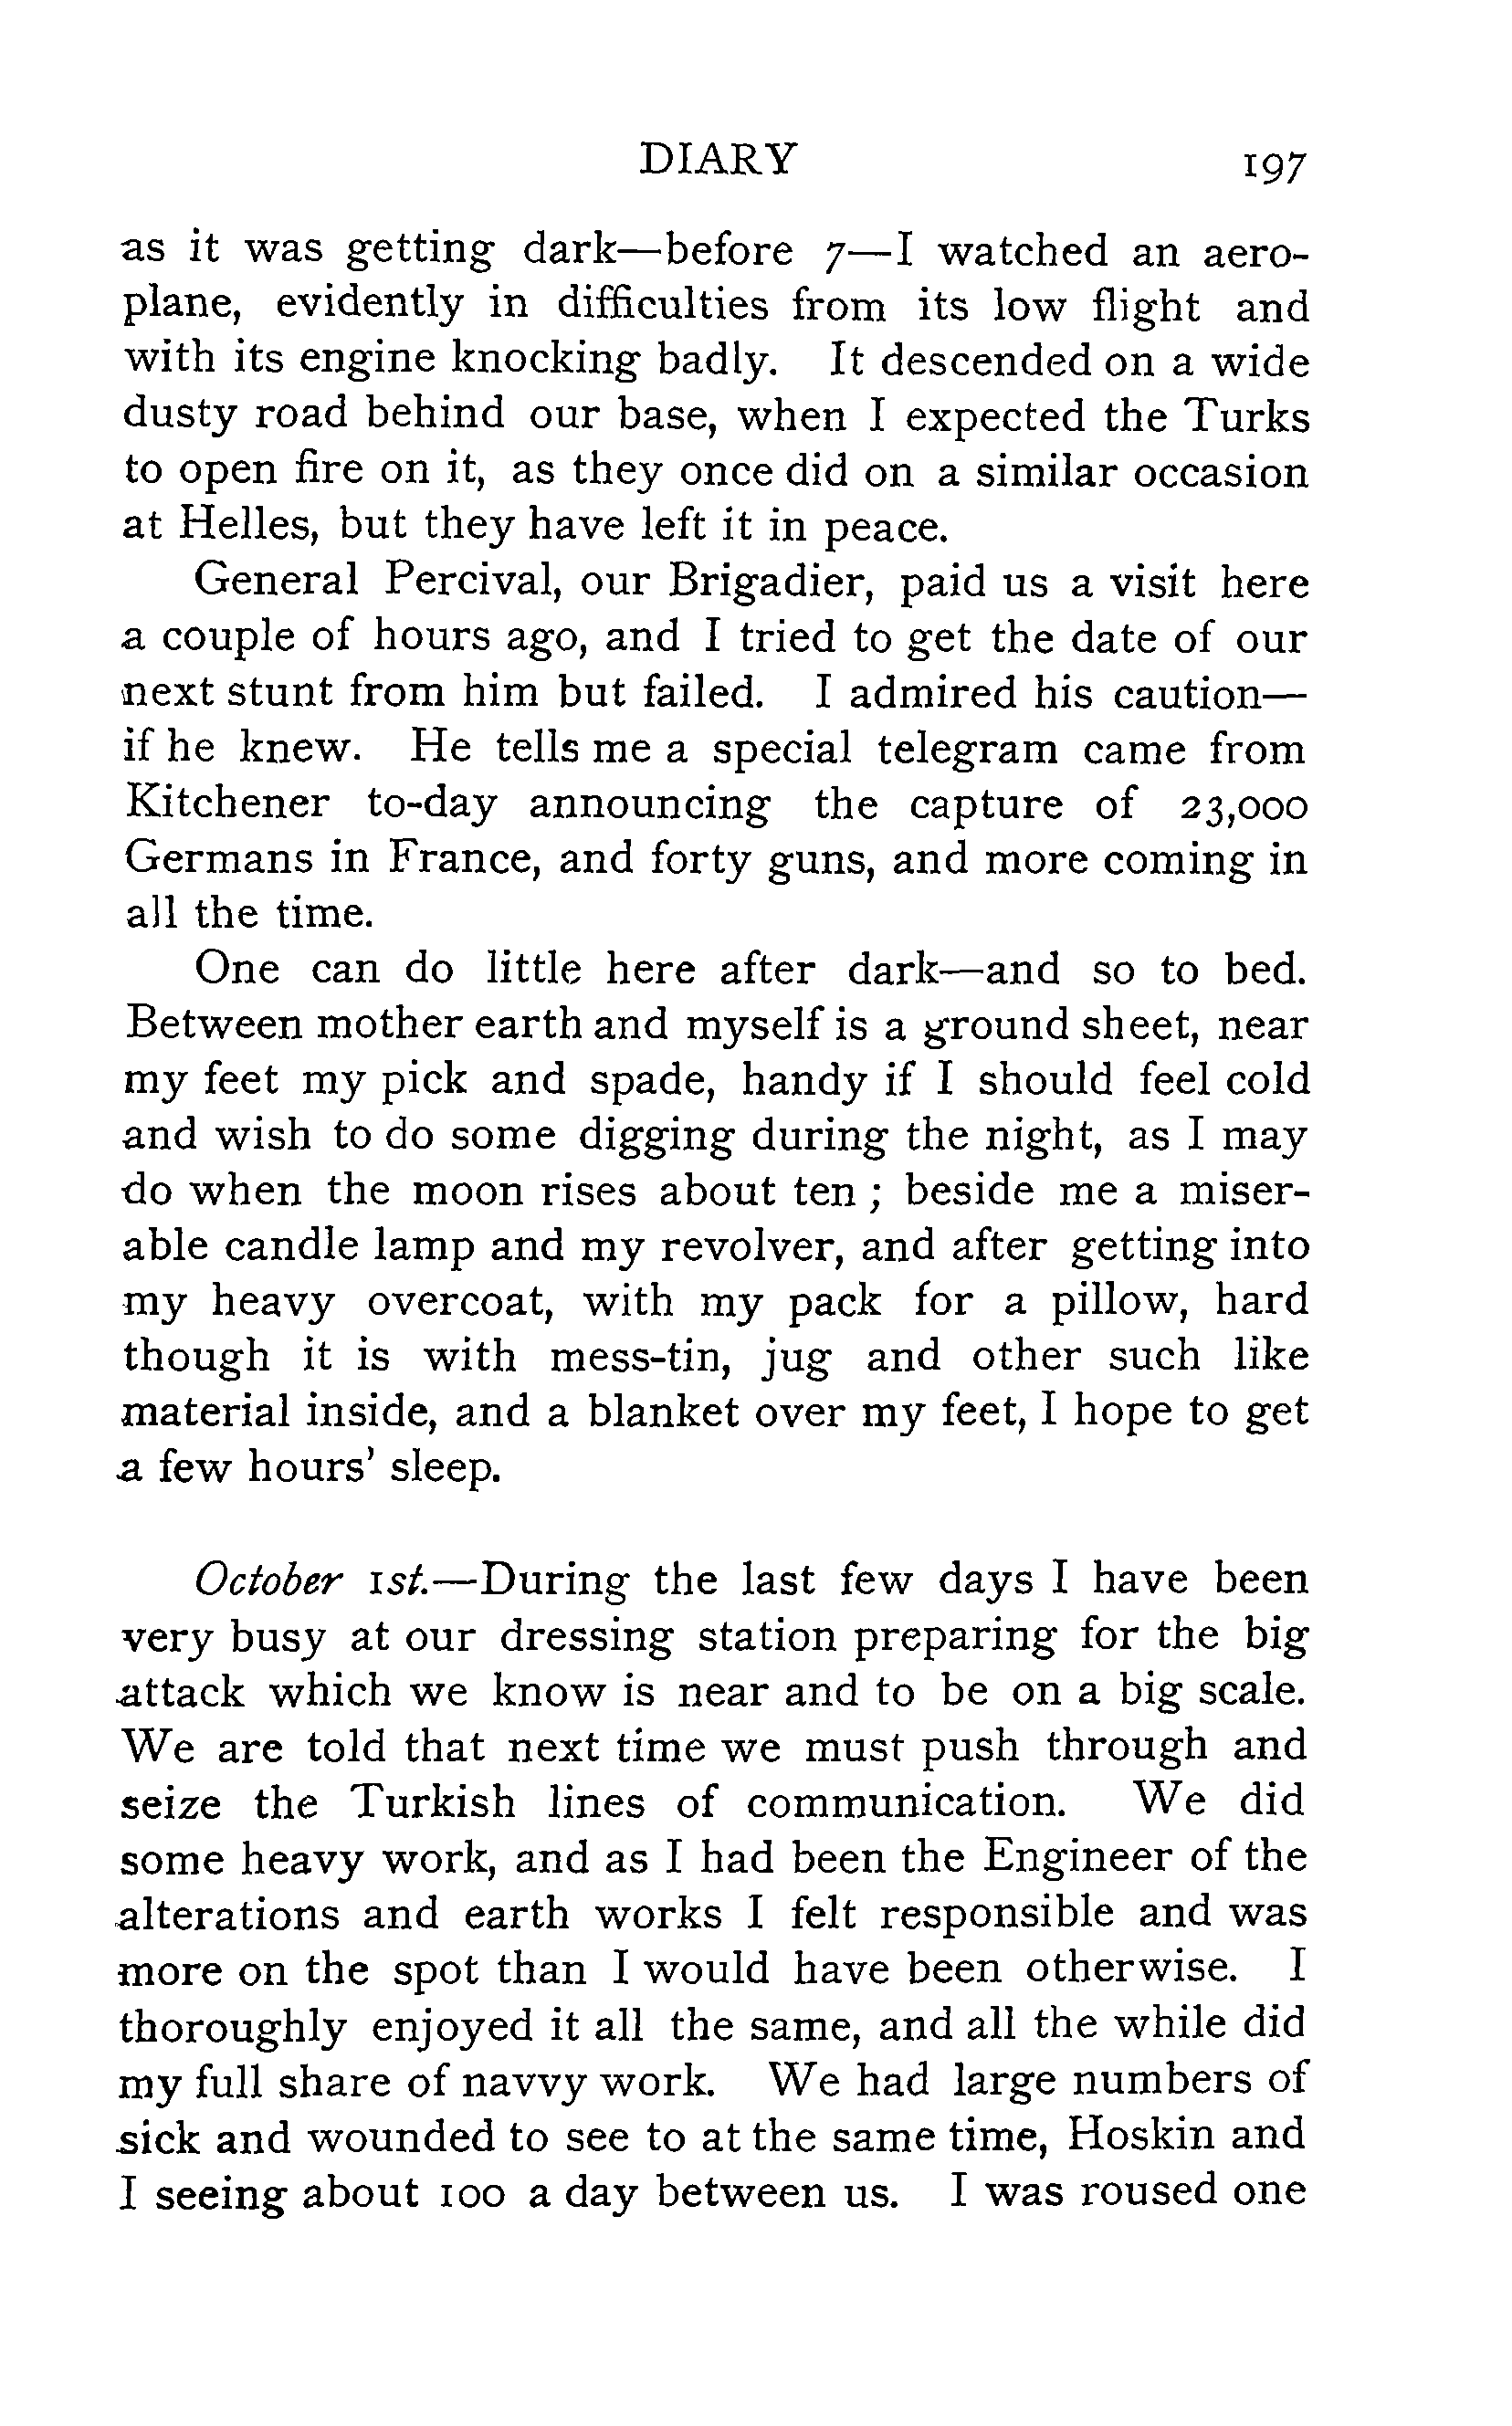 DIARY 197
as it was getting dark—before 7—I watched an aero-
plane, evidently in difficulties from its low flight and
with its engine knocking badly. It descended on a wide
dusty road behind our base, when I expected the Turks
to open fire on it, as they once did on a similar occasion
at Helles, but they have left it in peace.
General Percival, our Brigadier, paid us a visit here
a couple of hours ago, and I tried to get the date of our
next stunt from him but failed. I admired his caution—
if he knew. He tells me a special telegram came from
Kitchener to-day announcing the capture of 23,000
Germans in France, and forty guns, and more coming in
all the time.
One can do little here after dark—and so to bed.
Between mother earth and myself is a ground sheet, near
my feet my pick and spade, handy if I should feel cold
and wish to do some digging during the night, as I may
do when the moon rises about ten ; beside me a miser-
able candle lamp and my revolver, and after getting into
my heavy overcoat, with my pack for a pillow, hard
though it is with mess-tin, jug and other such like
material inside, and a blanket over my feet, I hope to get
a few hours' sleep.
October 1st.—During the last few days I have been
very busy at our dressing station preparing for the big
attack which we know is near and to be on a big scale.
We are told that next time we must push through and
seize the Turkish lines of communication. We did
some heavy work, and as I had been the Engineer of the
alterations and earth works I felt responsible and was
more on the spot than I would have been otherwise. I
thoroughly enjoyed it all the same, and all the while did
my full share of navvy work. We had large numbers of
sick and wounded to see to at the same time, Hoskin and
I seeing about 100 a day between us. I was roused one